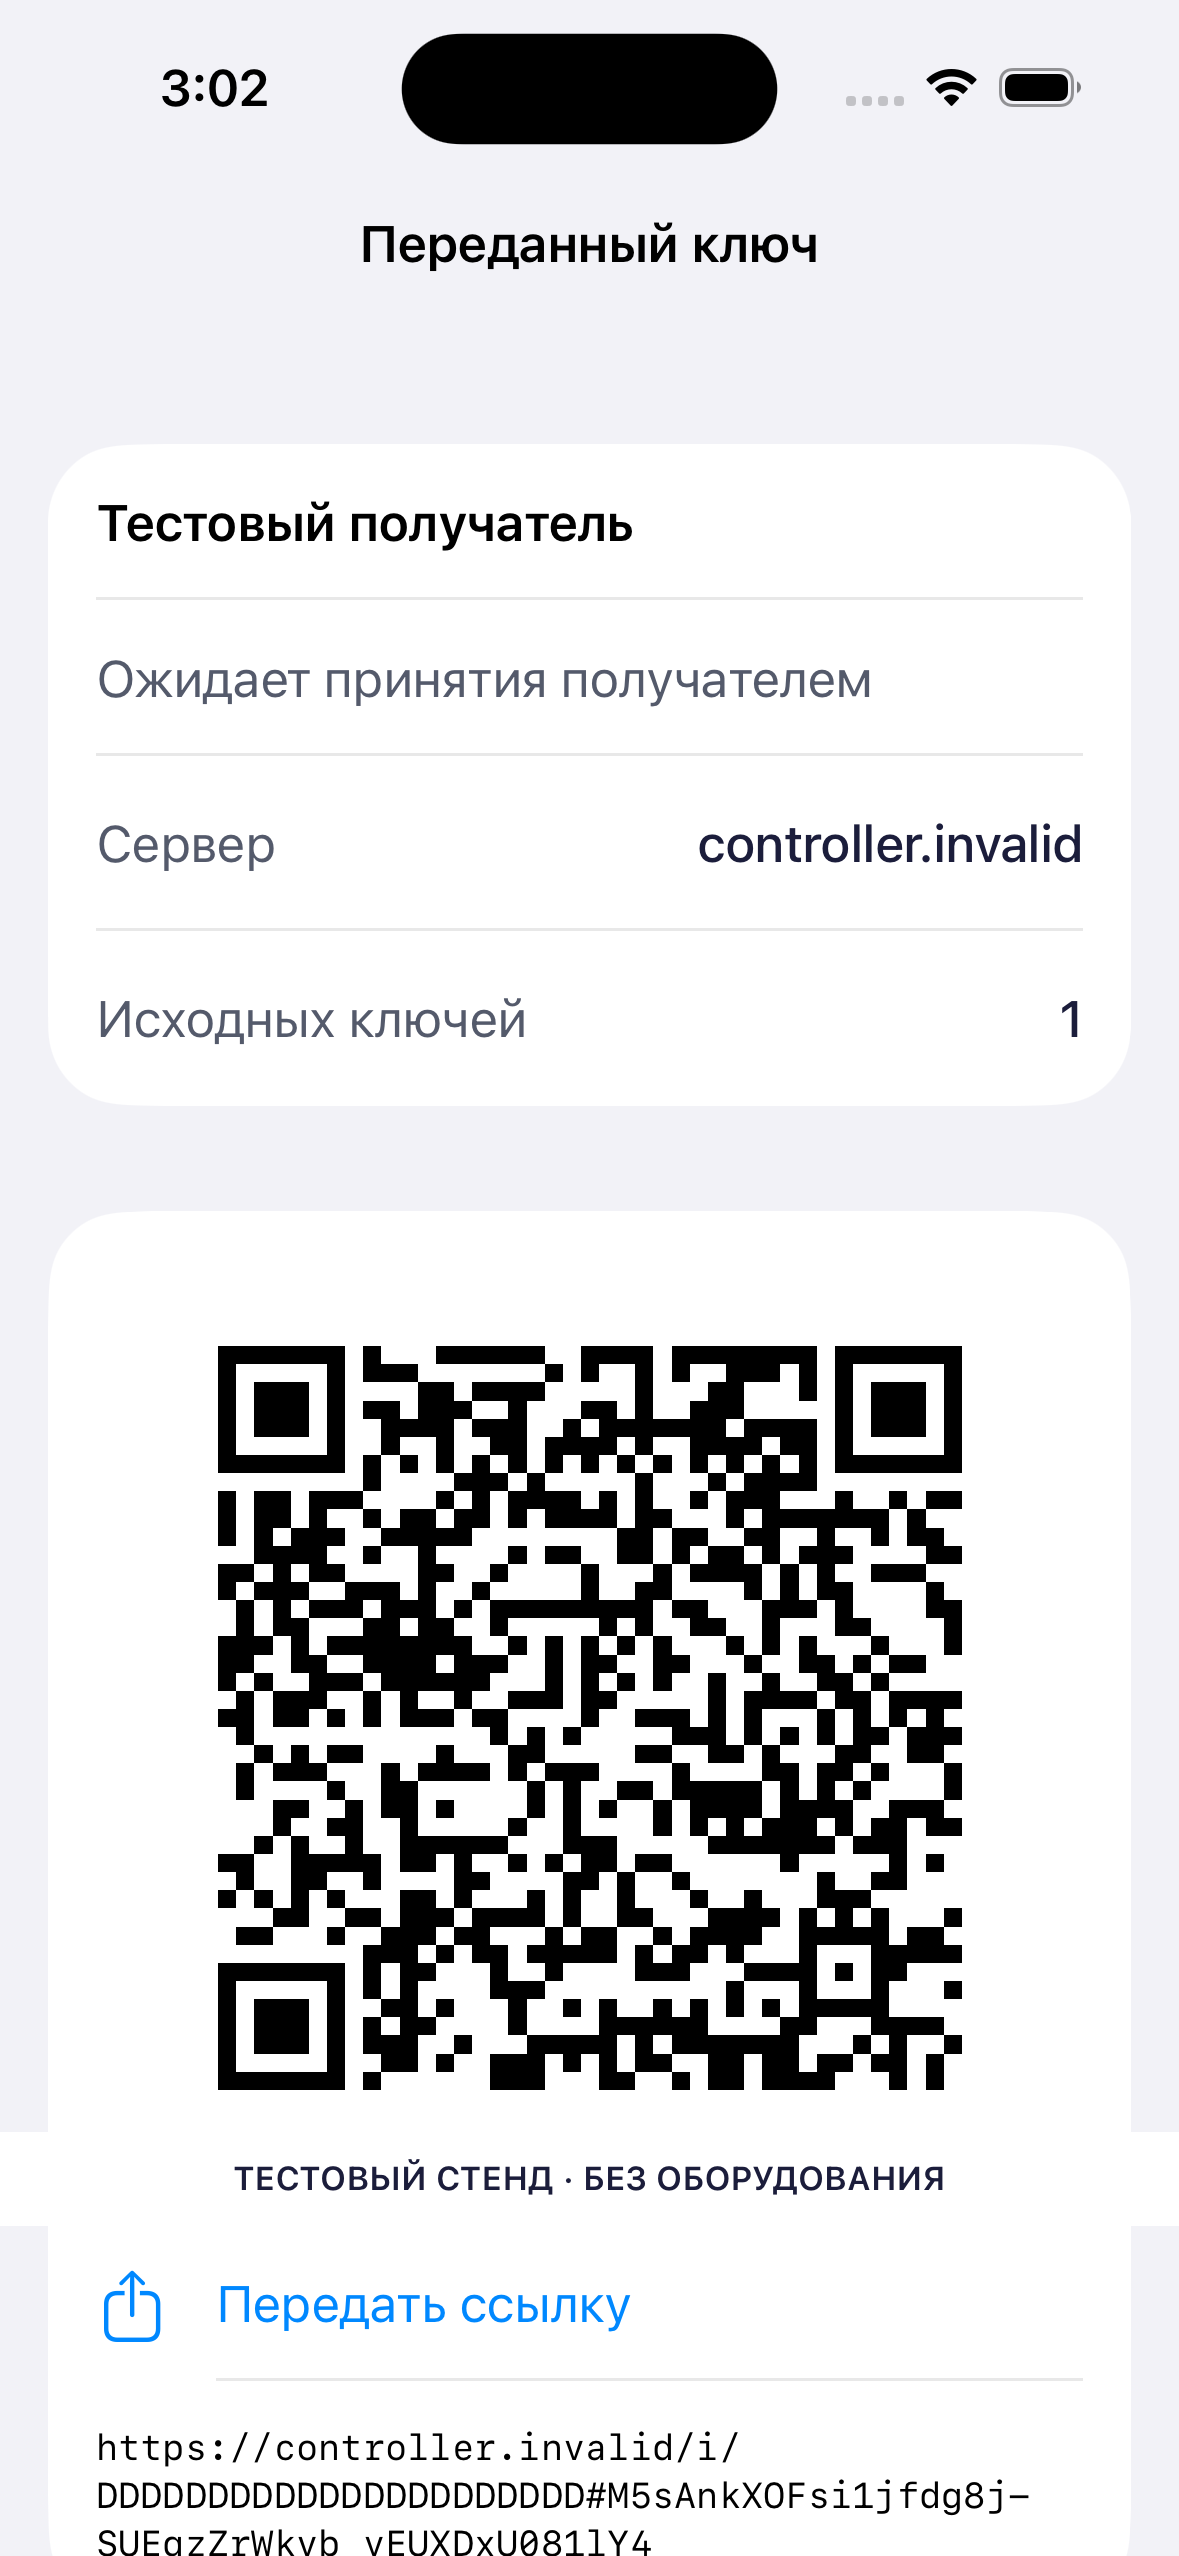 3:02
Переданный ключ
Тестовый получатель
Ожидает принятия получателем
Сервер controller.invalid
Исходных ключей 1
ТЕСТОВЫЙ СТЕНД · БЕЗ ОБОРУДОВАНИЯ
Передать ссылку
https://controller.invalid/i/
DDDDDDDDDDDDDDDDDDDDDD#M5sAnkXOFsi1jfdg8j-
SUEgzZrWkvb_vEUXDxU081lY4